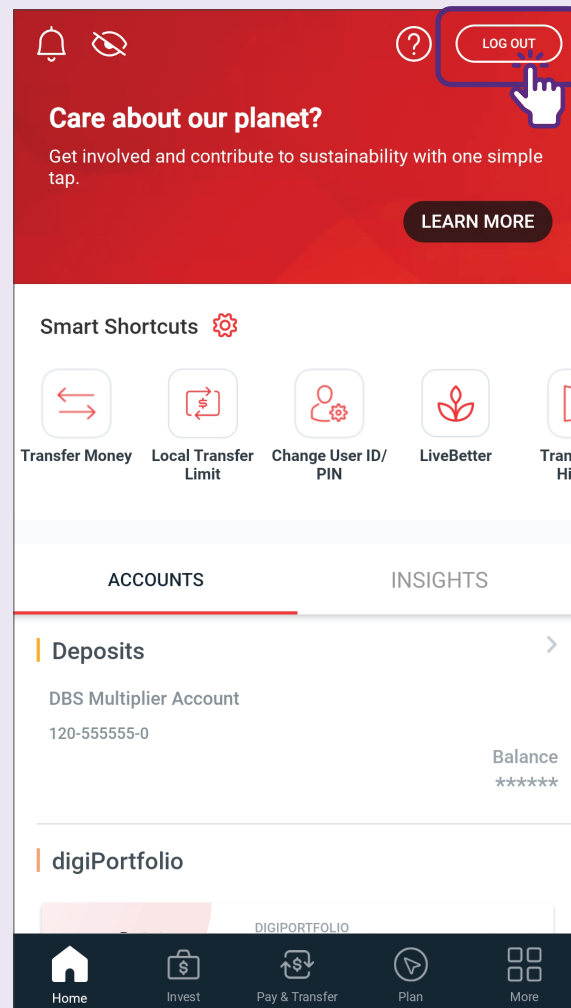 LOG OUT
Care about our planet?
Get involved and contribute to sustainability with one simple
tap.
LEARN MORE
Smart Shortcuts
Transfer Money
Local Transfer
Limit
Change User ID/
PIN
LiveBetter
ACCOUNTS
INSIGHTS
Deposits
DBS Multiplier Account
120-555555-0
Balance
******
digiPortfolio
DIGIPORTFOLIO
Home
Invest
Pay & Transfer
Plan
More